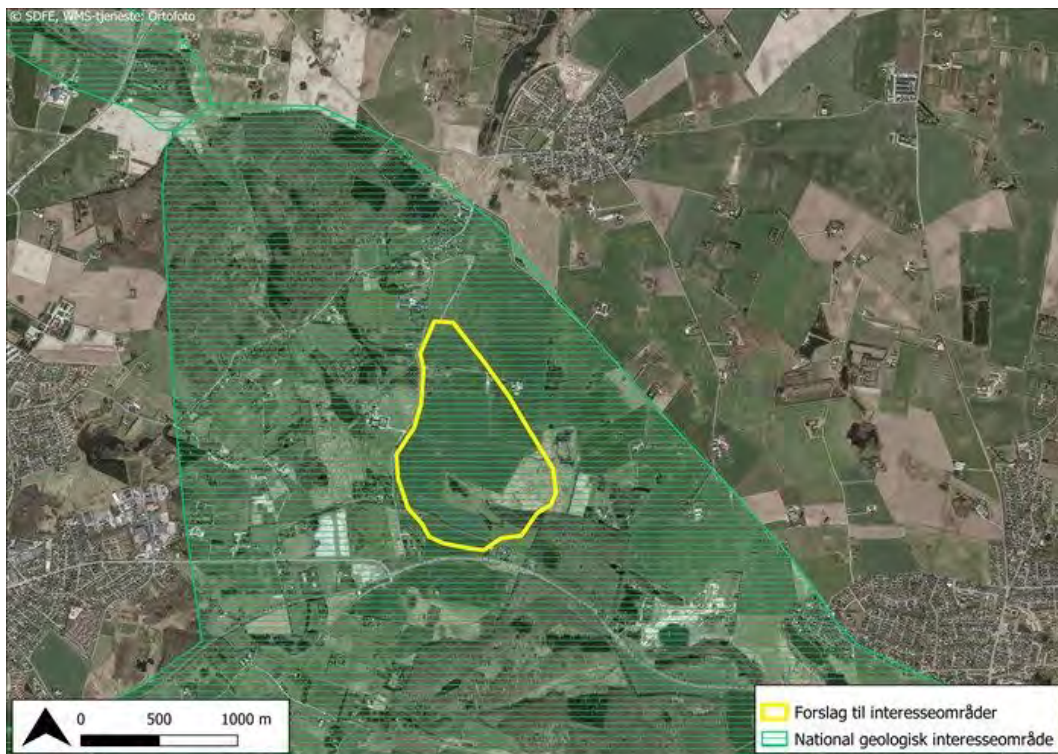 © SDFE, WMS-tjeneste: Ortofoto
0 500 1000 m
Forslag til interesseområder
National geologisk interesseområde